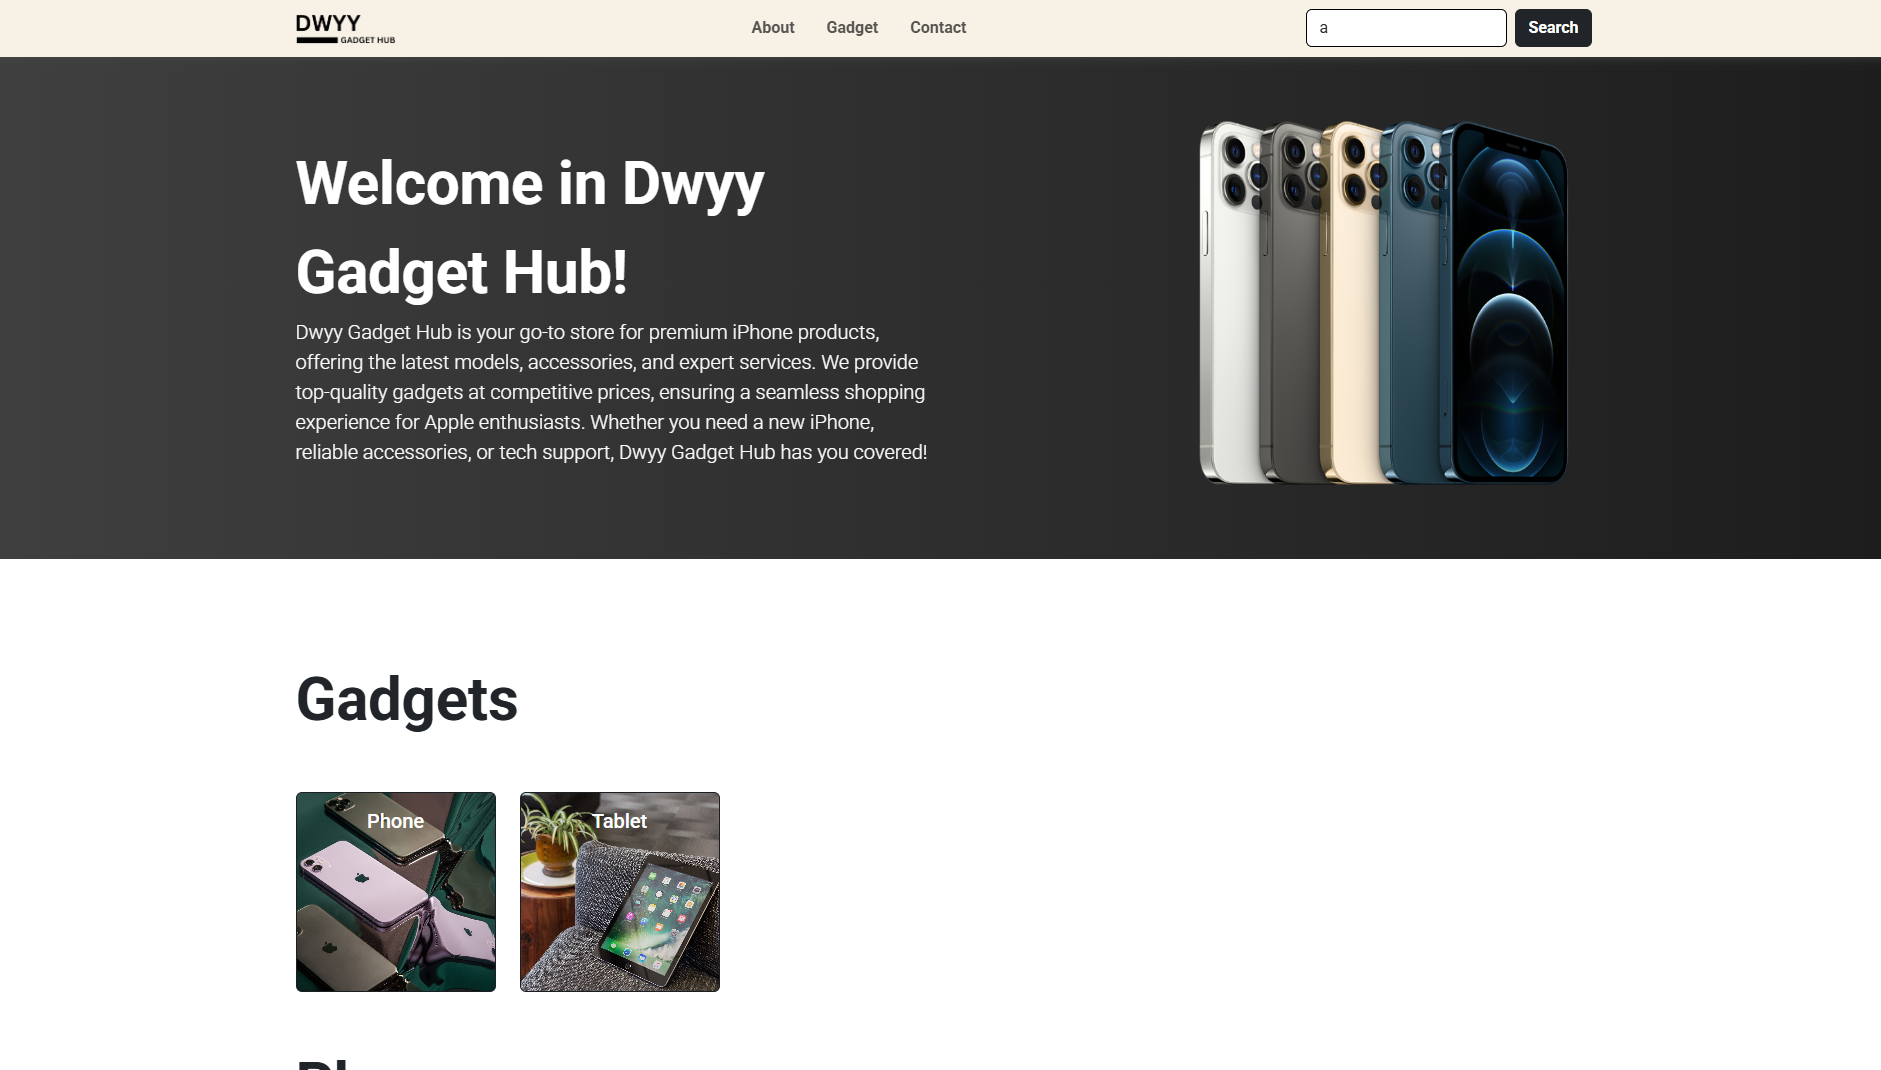 DWYY
GADGET HUB
About
Gadget
Contact
a
Search
Welcome in Dwyy
Gadget Hub!
Dwyy Gadget Hub is your go-to store for premium iPhone products,
offering the latest models, accessories, and expert services. We provide
top-quality gadgets at competitive prices, ensuring a seamless shopping
experience for Apple enthusiasts. Whether you need a new iPhone,
reliable accessories, or tech support, Dwyy Gadget Hub has you covered!
Gadgets
Phone
Tablet